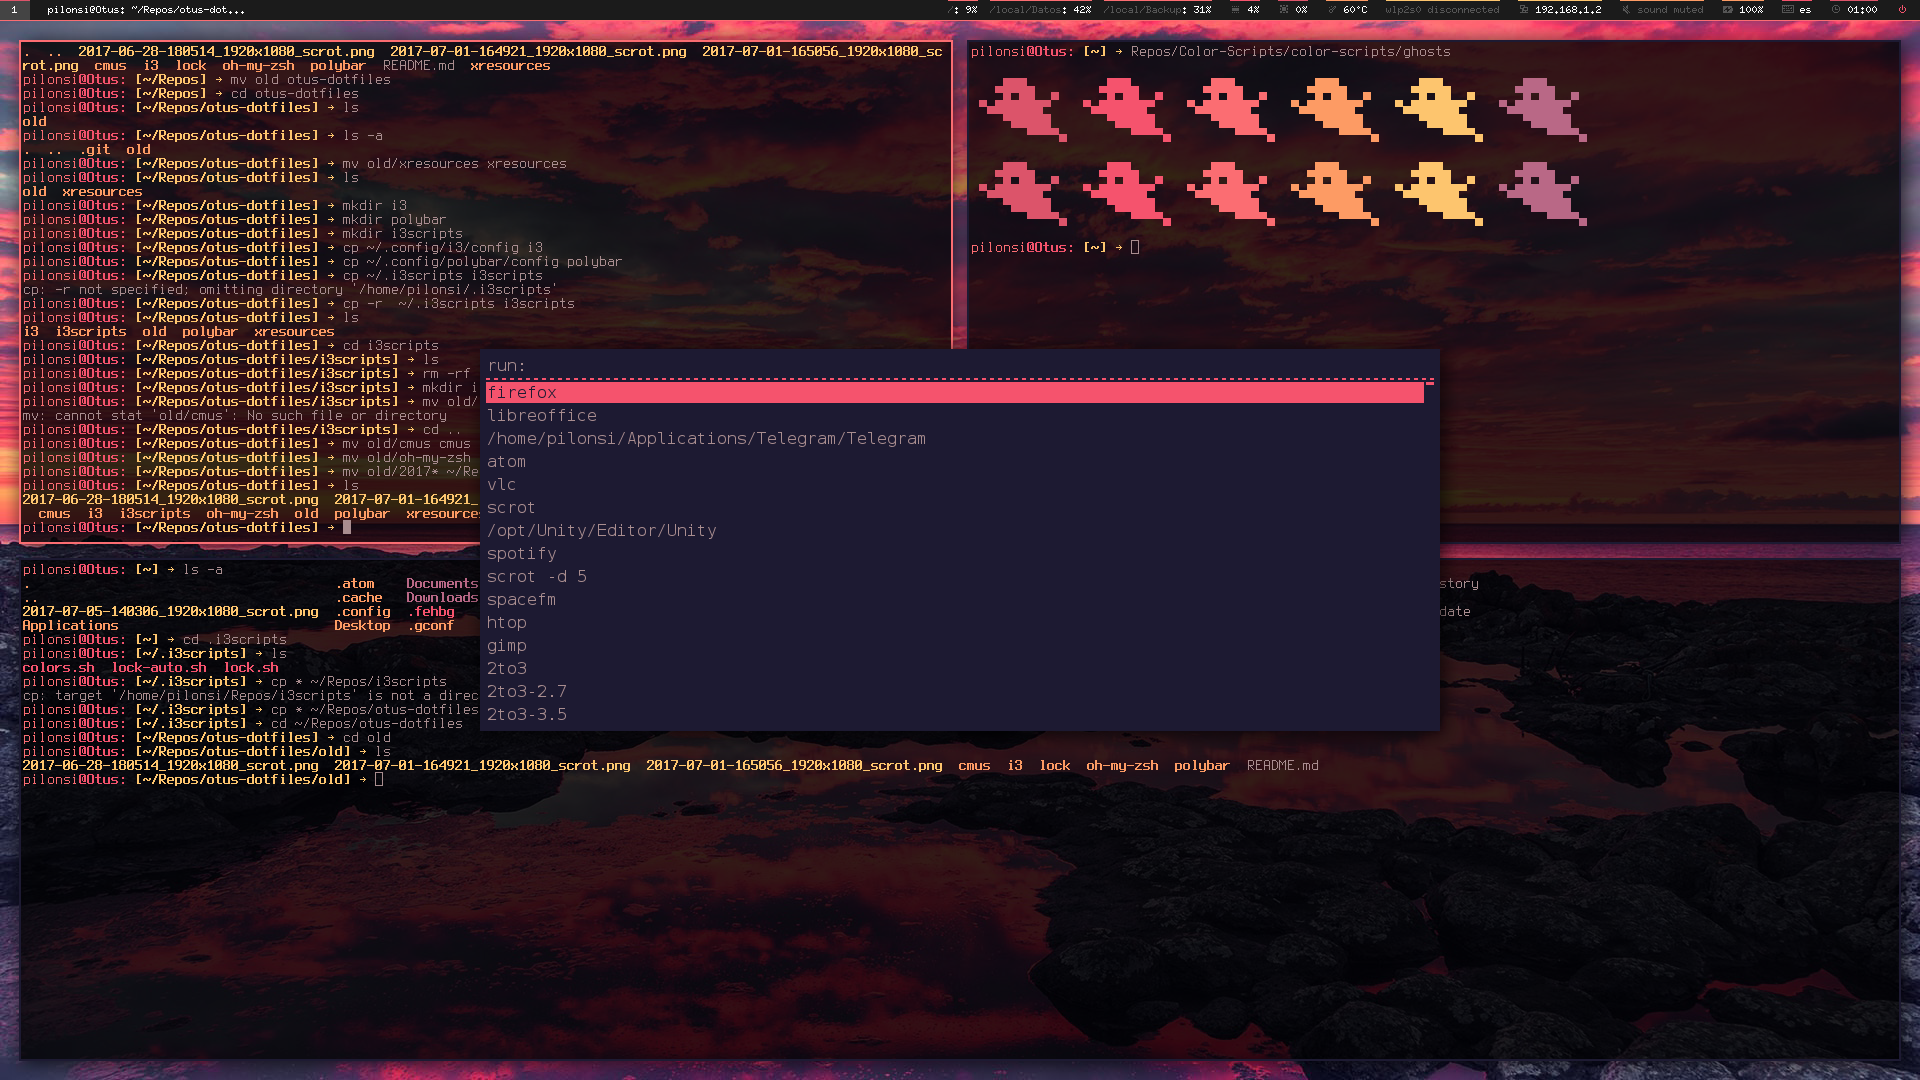 1 pilonsi@Otus: ~/Repos/otus-dot... /: 9% /local/Datos: 42% /local/Backup: 31% 4% 0% 60°C wlp2s0 disconnected 192.168.1.2 sound muted 100% es 01:00
. .. 2017-06-28-180514_1920x1080_scrot.png 2017-07-01-164921_1920x1080_scrot.png 2017-07-01-165056_1920x1080_sc
rot.png cmus i3 lock oh-my-zsh polybar README.md xresources
pilonsi@Otus: [~/Repos] → mv old otus-dotfiles
pilonsi@Otus: [~/Repos] → cd otus-dotfiles
pilonsi@Otus: [~/Repos/otus-dotfiles] → ls
old
pilonsi@Otus: [~/Repos/otus-dotfiles] → ls -a
. .. .git old
pilonsi@Otus: [~/Repos/otus-dotfiles] → mv old/xresources xresources
pilonsi@Otus: [~/Repos/otus-dotfiles] → ls
old xresources
pilonsi@Otus: [~/Repos/otus-dotfiles] → mkdir i3
pilonsi@Otus: [~/Repos/otus-dotfiles] → mkdir polybar
pilonsi@Otus: [~/Repos/otus-dotfiles] → mkdir i3scripts
pilonsi@Otus: [~/Repos/otus-dotfiles] → cp ~/.config/i3/config i3
pilonsi@Otus: [~/Repos/otus-dotfiles] → cp ~/.config/polybar/config polybar
pilonsi@Otus: [~/Repos/otus-dotfiles] → cp ~/.i3scripts i3scripts
cp: -r not specified; omitting directory '/home/pilonsi/.i3scripts'
pilonsi@Otus: [~/Repos/otus-dotfiles] → cp -r  ~/.i3scripts i3scripts
pilonsi@Otus: [~/Repos/otus-dotfiles] → ls
i3 i3scripts old polybar xresources
pilonsi@Otus: [~/Repos/otus-dotfiles] → cd i3scripts
pilonsi@Otus: [~/Repos/otus-dotfiles/i3scripts] → ls
pilonsi@Otus: [~/Repos/otus-dotfiles/i3scripts] → rm -rf
pilonsi@Otus: [~/Repos/otus-dotfiles/i3scripts] → mkdir i
pilonsi@Otus: [~/Repos/otus-dotfiles/i3scripts] → mv old/
mv: cannot stat 'old/cmus': No such file or directory
pilonsi@Otus: [~/Repos/otus-dotfiles/i3scripts] → cd ..
pilonsi@Otus: [~/Repos/otus-dotfiles] → mv old/cmus cmus
pilonsi@Otus: [~/Repos/otus-dotfiles] → mv old/oh-my-zsh
pilonsi@Otus: [~/Repos/otus-dotfiles] → mv old/2017* ~/Re
pilonsi@Otus: [~/Repos/otus-dotfiles] → ls
2017-06-28-180514_1920x1080_scrot.png 2017-07-01-164921_
cmus i3 i3scripts oh-my-zsh old polybar xresources
pilonsi@Otus: [~/Repos/otus-dotfiles] →
pilonsi@Otus: [~] → Repos/Color-Scripts/color-scripts/ghosts
pilonsi@Otus: [~] →
run:
firefox
libreoffice
/home/pilonsi/Applications/Telegram/Telegram
atom
vlc
scrot
/opt/Unity/Editor/Unity
spotify
scrot -d 5
spacefm
htop
gimp
2to3
2to3-2.7
2to3-3.5
pilonsi@Otus: [~] → ls -a
. .atom Documents story
.. .cache Downloads
2017-07-05-140306_1920x1080_scrot.png .config .fehbg date
Applications Desktop .gconf
pilonsi@Otus: [~] → cd .i3scripts
pilonsi@Otus: [~/.i3scripts] → ls
colors.sh lock-auto.sh lock.sh
pilonsi@Otus: [~/.i3scripts] → cp * ~/Repos/i3scripts
cp: target '/home/pilonsi/Repos/i3scripts' is not a direc
pilonsi@Otus: [~/.i3scripts] → cp * ~/Repos/otus-dotfiles
pilonsi@Otus: [~/.i3scripts] → cd ~/Repos/otus-dotfiles
pilonsi@Otus: [~/Repos/otus-dotfiles] → cd old
pilonsi@Otus: [~/Repos/otus-dotfiles/old] → ls
2017-06-28-180514_1920x1080_scrot.png 2017-07-01-164921_1920x1080_scrot.png 2017-07-01-165056_1920x1080_scrot.png cmus i3 lock oh-my-zsh polybar README.md
pilonsi@Otus: [~/Repos/otus-dotfiles/old] →